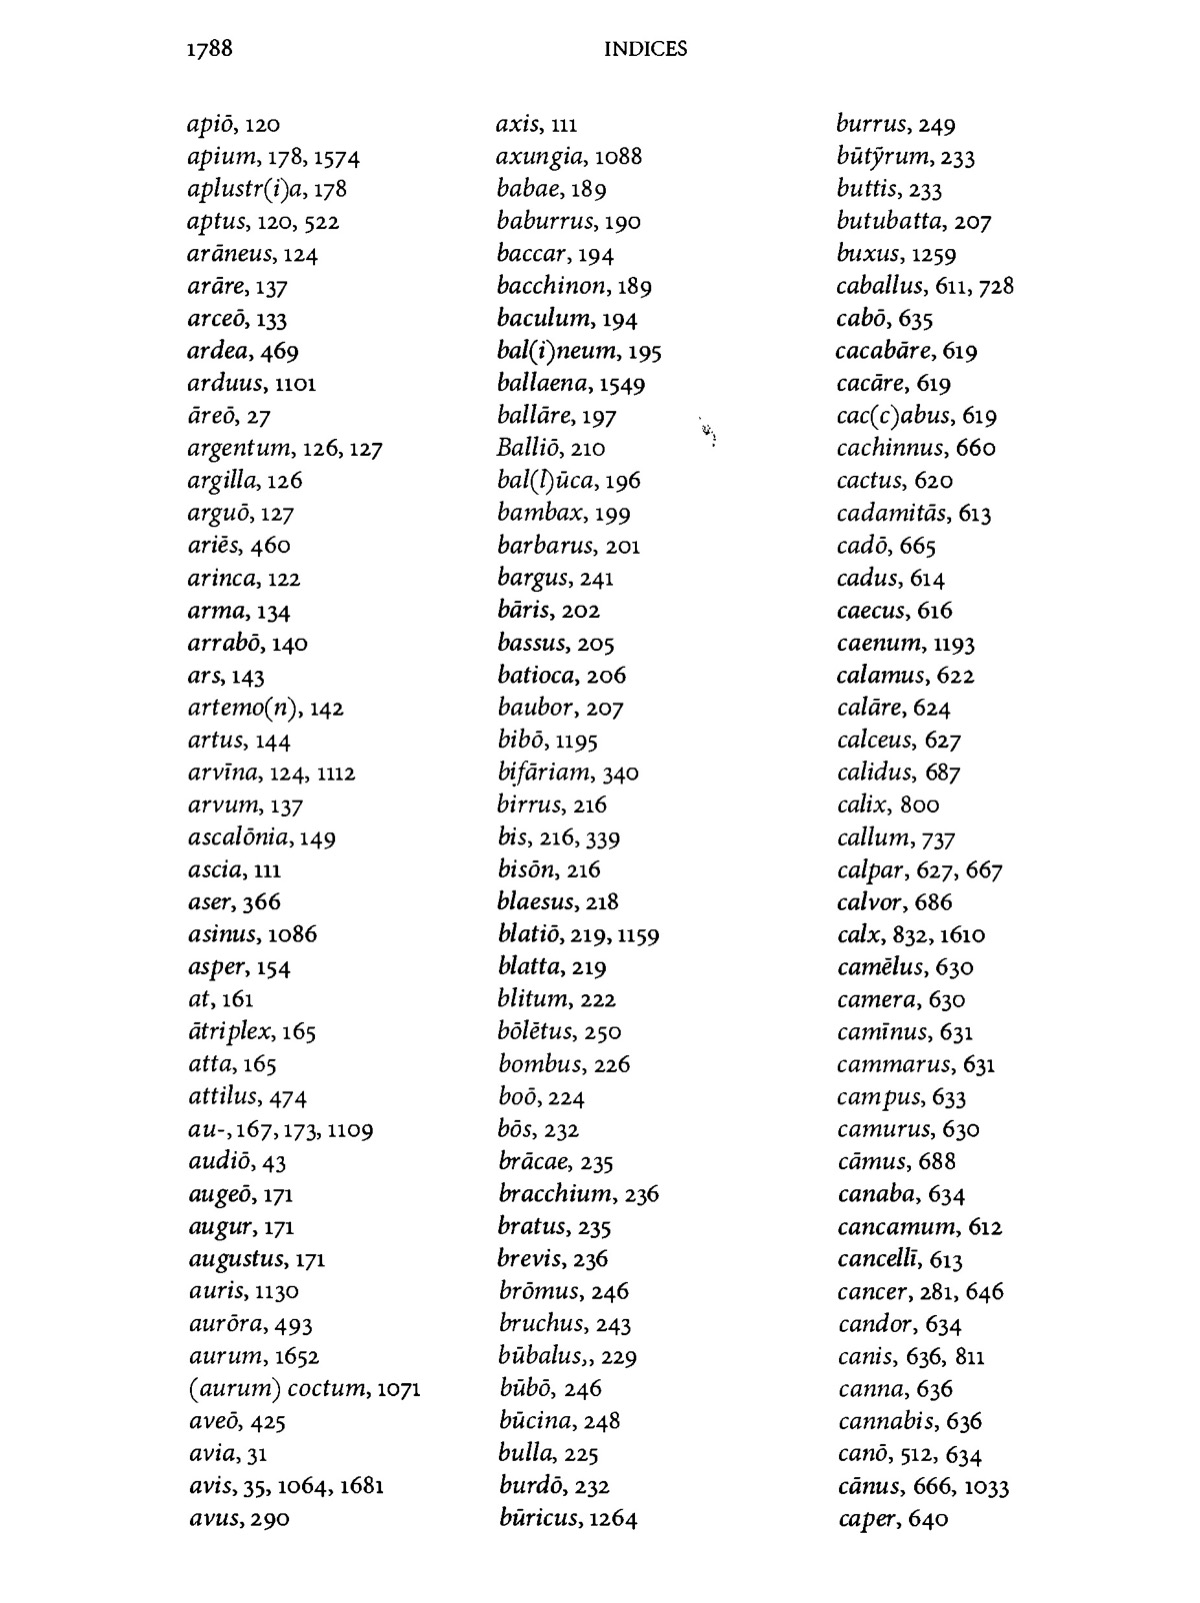 1788
INDICES
apiō, 120
apium, 178, 1574
aplustr(i)a, 178
aptus, 120, 522
arāneus, 124
arāre, 137
arceō, 133
ardea, 469
arduus, 1101
āreō, 27
argentum, 126, 127
argilla, 126
arguō, 127
ariēs, 460
arinca, 122
arma, 134
arrabō, 140
ars, 143
artemo(n), 142
artus, 144
arvīna, 124, 1112
arvum, 137
ascalōnia, 149
ascia, 111
aser, 366
asinus, 1086
asper, 154
at, 161
ātriplex, 165
atta, 165
attilus, 474
au-, 167, 173, 1109
audiō, 43
augeō, 171
augur, 171
augustus, 171
auris, 1130
aurōra, 493
aurum, 1652
(aurum) coctum, 1071
aveō, 425
avia, 31
avis, 35, 1064, 1681
avus, 290
axis, 111
axungia, 1088
babae, 189
baburrus, 190
baccar, 194
bacchinon, 189
baculum, 194
bal(i)neum, 195
ballaena, 1549
ballāre, 197
Balliō, 210
bal(l)ūca, 196
bambax, 199
barbarus, 201
bargus, 241
bāris, 202
bassus, 205
batioca, 206
baubor, 207
bibō, 1195
bifāriam, 340
birrus, 216
bis, 216, 339
bisōn, 216
blaesus, 218
blatiō, 219, 1159
blatta, 219
blitum, 222
bōlētus, 250
bombus, 226
boō, 224
bōs, 232
brācae, 235
bracchium, 236
bratus, 235
brevis, 236
brōmus, 246
bruchus, 243
būbalus,, 229
būbō, 246
būcina, 248
bulla, 225
burdō, 232
būricus, 1264
burrus, 249
būtȳrum, 233
buttis, 233
butubatta, 207
buxus, 1259
caballus, 611, 728
cabō, 635
cacabāre, 619
cacāre, 619
cac(c)abus, 619
cachinnus, 660
cactus, 620
cadamitās, 613
cadō, 665
cadus, 614
caecus, 616
caenum, 1193
calamus, 622
calāre, 624
calceus, 627
calidus, 687
calix, 800
callum, 737
calpar, 627, 667
calvor, 686
calx, 832, 1610
camēlus, 630
camera, 630
camīnus, 631
cammarus, 631
campus, 633
camurus, 630
cāmus, 688
canaba, 634
cancamum, 612
cancellī, 613
cancer, 281, 646
candor, 634
canis, 636, 811
canna, 636
cannabis, 636
canō, 512, 634
cānus, 666, 1033
caper, 640